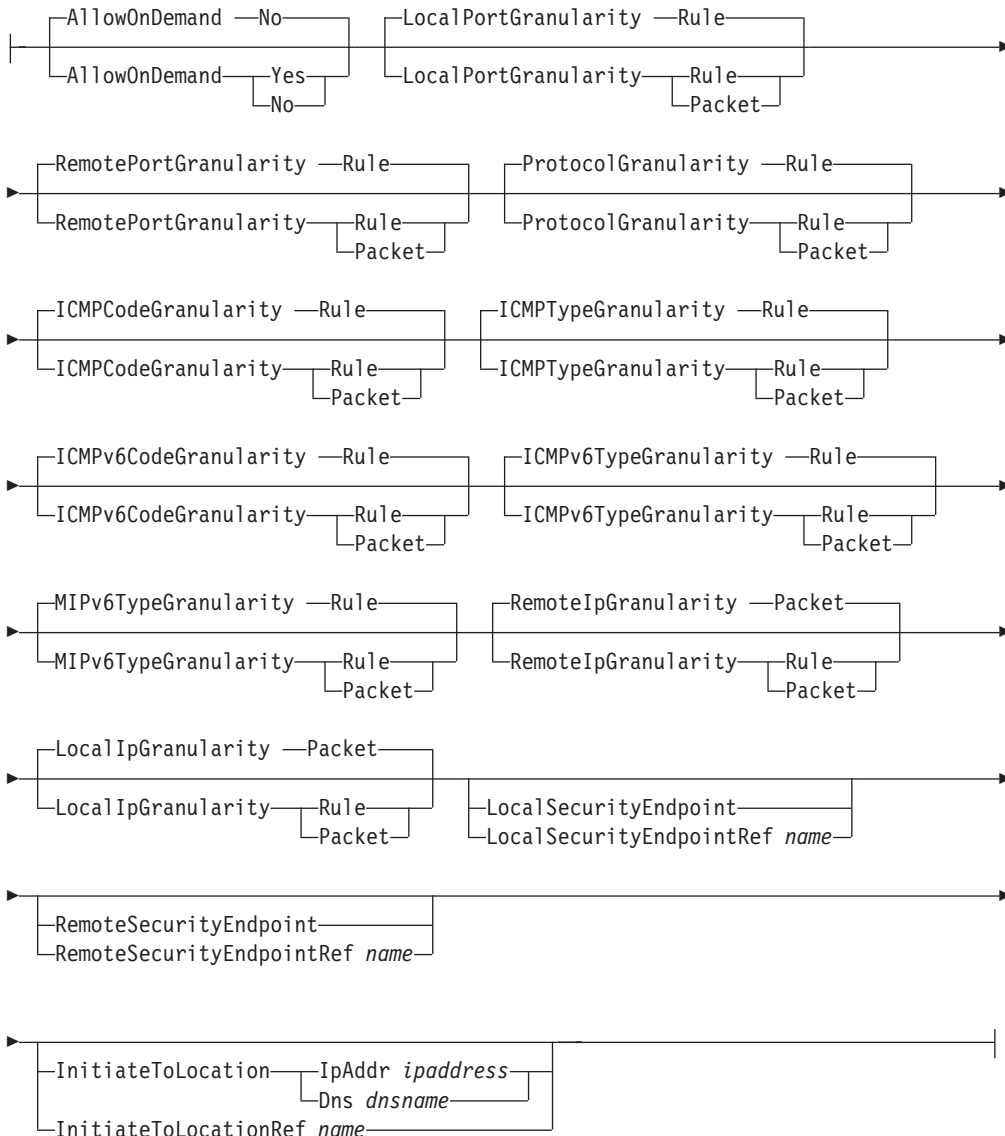 AllowOnDemand No LocalPortGranularity Rule
AllowOnDemand Yes LocalPortGranularity Rule
No Packet
RemotePortGranularity Rule ProtocolGranularity Rule
RemotePortGranularity Rule ProtocolGranularity Rule
Packet Packet
ICMPCodeGranularity Rule ICMPTypeGranularity Rule
ICMPCodeGranularity Rule ICMPTypeGranularity Rule
Packet Packet
ICMPv6CodeGranularity Rule ICMPv6TypeGranularity Rule
ICMPv6CodeGranularity Rule ICMPv6TypeGranularity Rule
Packet Packet
MIPv6TypeGranularity Rule RemoteIpGranularity Packet
MIPv6TypeGranularity Rule RemoteIpGranularity Rule
Packet Packet
LocalIpGranularity Packet
LocalIpGranularity Rule LocalSecurityEndpoint
Packet LocalSecurityEndpointRef name
RemoteSecurityEndpoint
RemoteSecurityEndpointRef name
InitiateToLocation IpAddr ipaddress
Dns dnsname
InitiateToLocationRef name